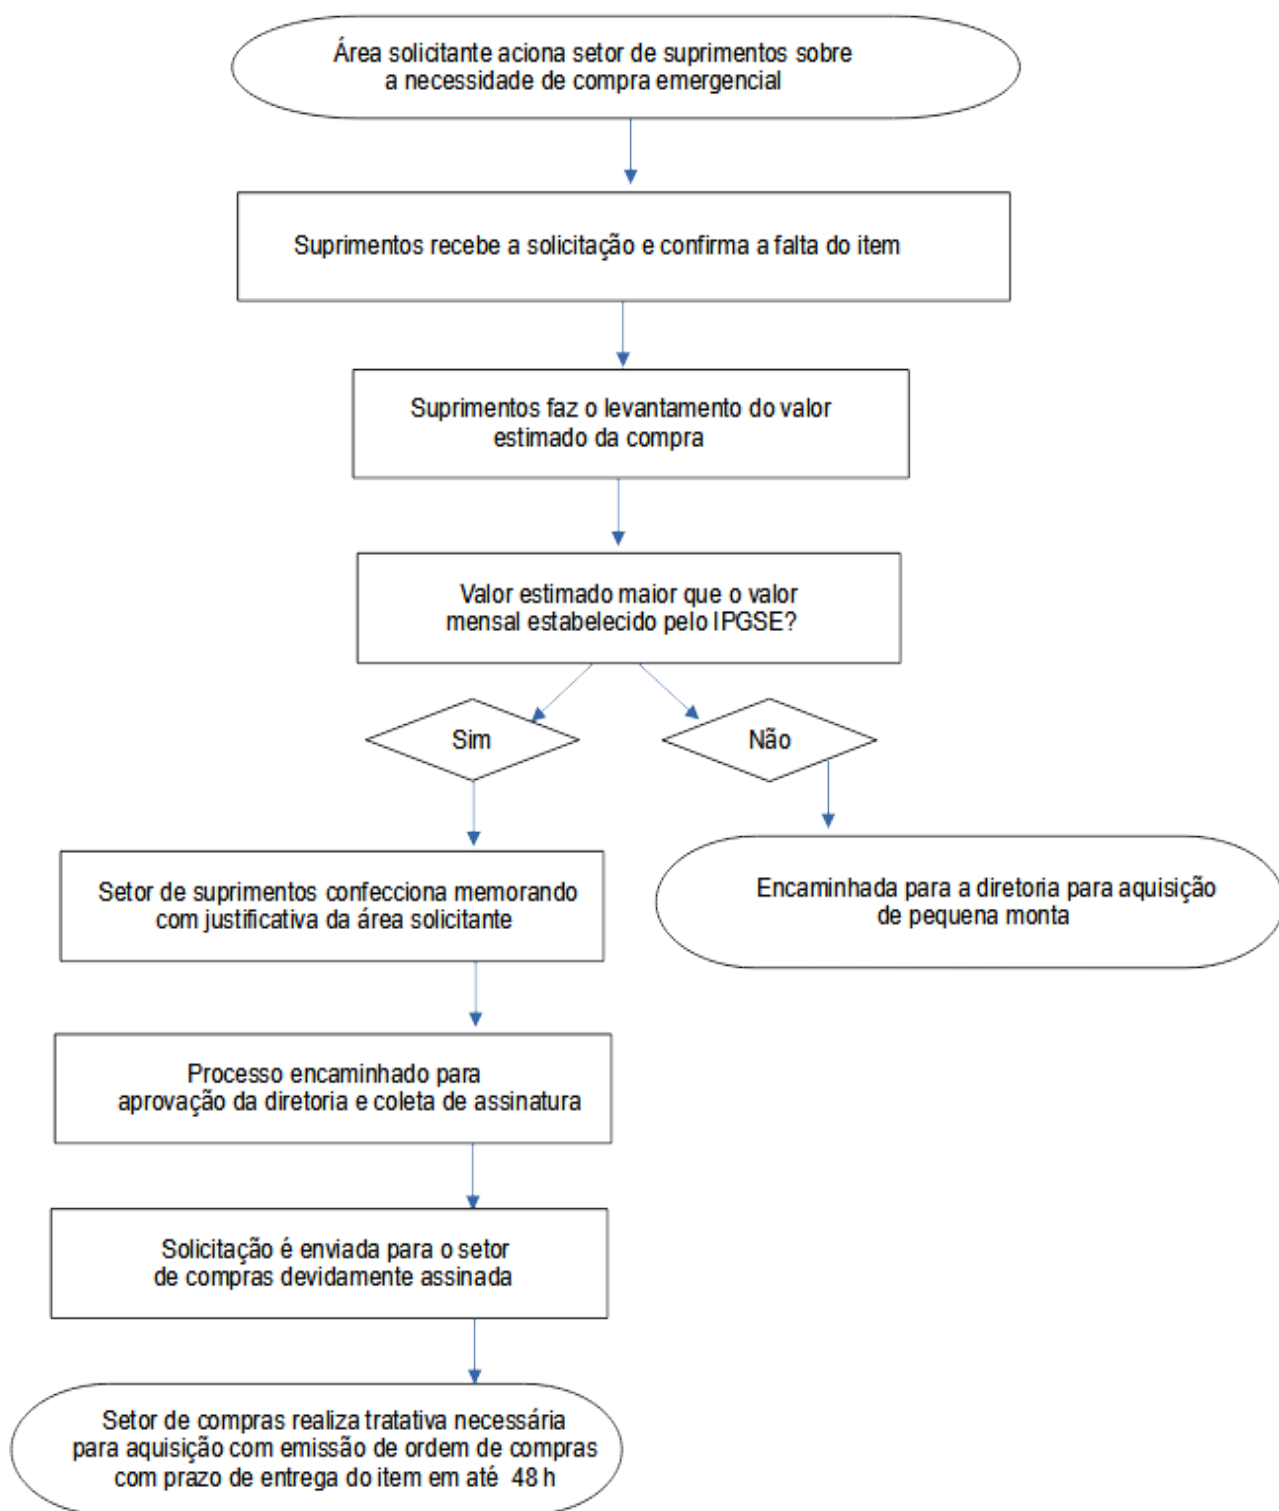 Área solicitante aciona setor de suprimentos sobre
a necessidade de compra emergencial
Suprimentos recebe a solicitação e confirma a falta do item
Suprimentos faz o levantamento do valor
estimado da compra
Valor estimado maior que o valor
mensal estabelecido pelo IPGSE?
Sim
Não
Setor de suprimentos confecciona memorando
com justificativa da área solicitante
Encaminhada para a diretoria para aquisição
de pequena monta
Processo encaminhado para
aprovação da diretoria e coleta de assinatura
Solicitação é enviada para o setor
de compras devidamente assinada
Setor de compras realiza tratativa necessária
para aquisição com emissão de ordem de compras
com prazo de entrega do item em até 48 h